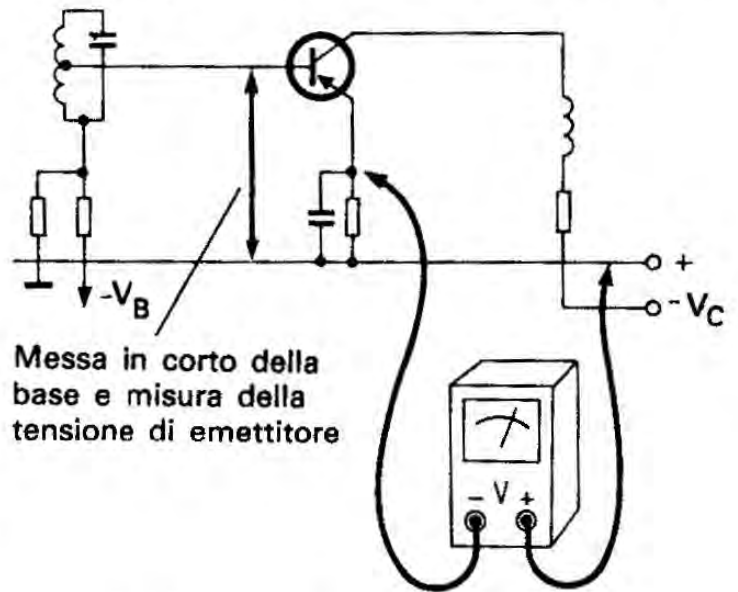 +
-V_C
-V_B
Messa in corto della
base e misura della
tensione di emettitore
- V +